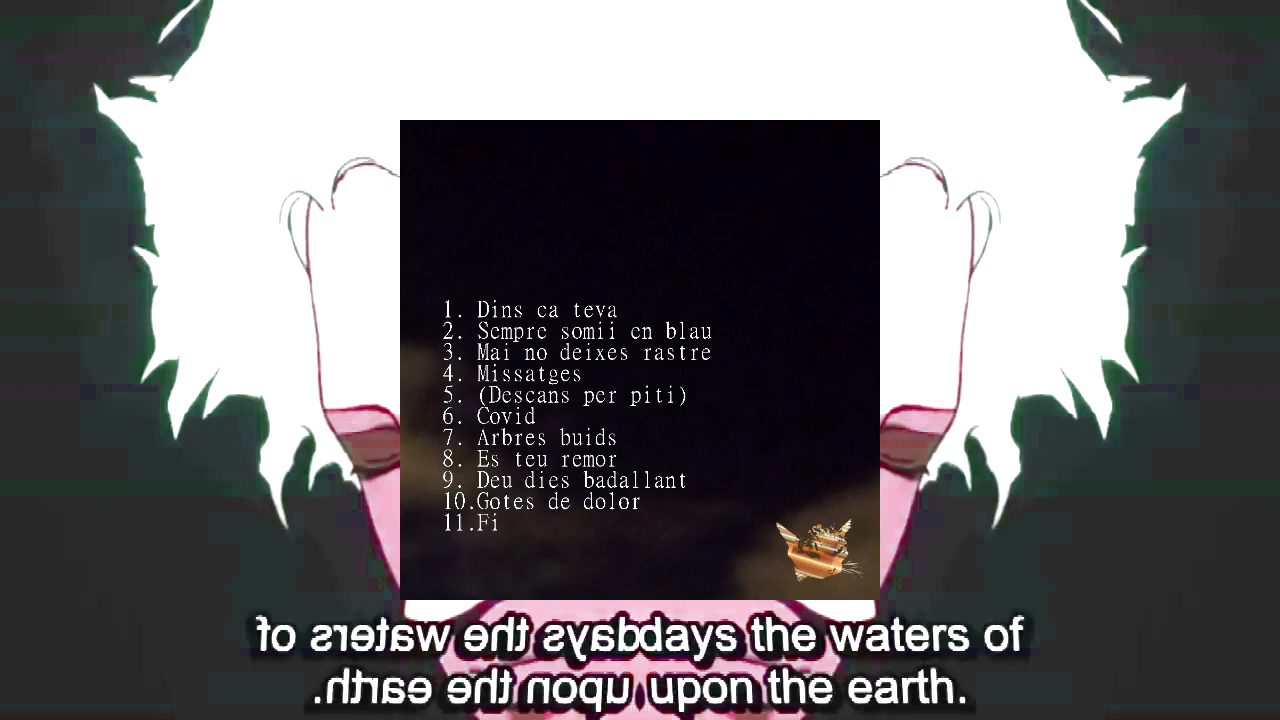 1. Dins ca teva
2. Sempre somii en blau
3. Mai no deixes rastre
4. Missatges
5. (Descans per piti)
6. Covid
7. Arbres buids
8. Es teu remor
9. Deu dies badallant
10.Gotes de dolor
11.Fi
days the waters of
upon the earth.